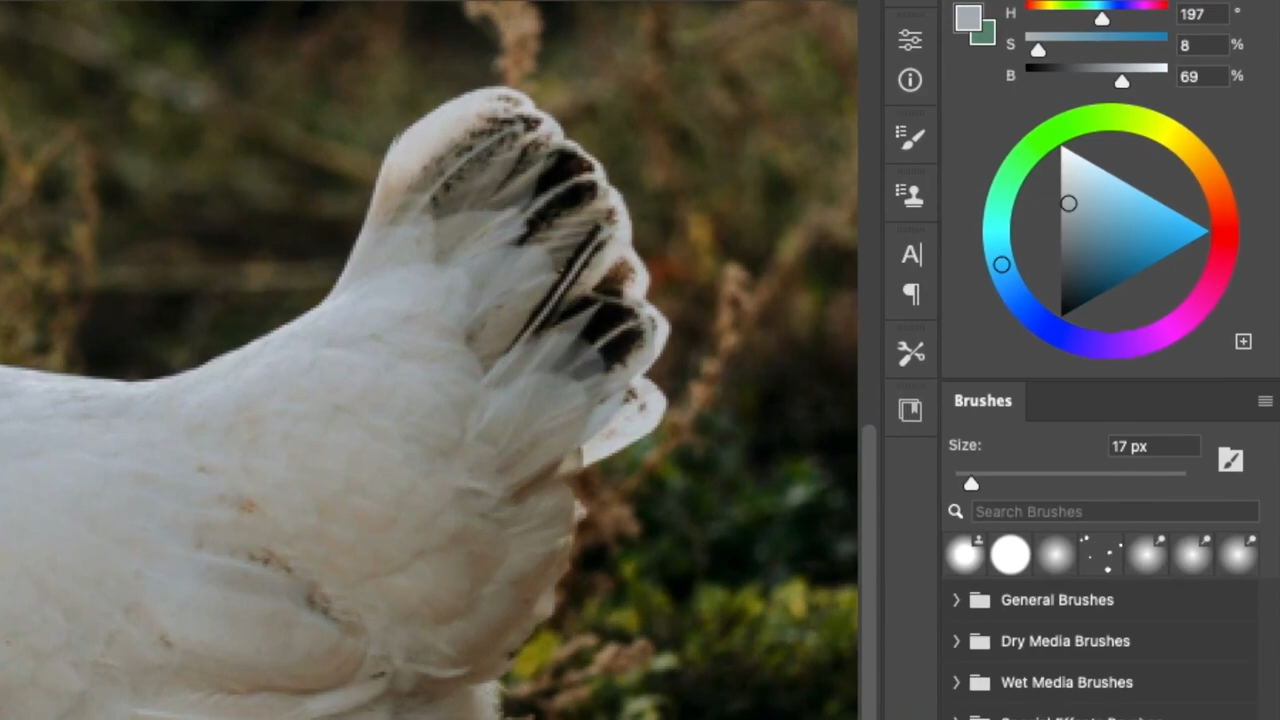 H 197 °
S 8 %
B 69 %
A
Brushes
Size: 17 px
Search Brushes
General Brushes
Dry Media Brushes
Wet Media Brushes